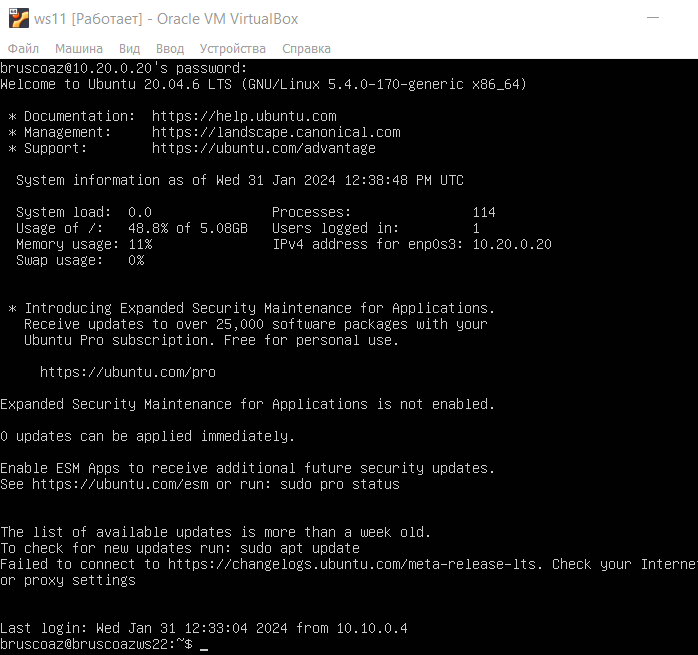 ws11 [Работает] - Oracle VM VirtualBox
Файл Машина Вид Ввод Устройства Справка
bruscoaz@10.20.0.20's password:
Welcome to Ubuntu 20.04.6 LTS (GNU/Linux 5.4.0-170-generic x86_64)
* Documentation: https://help.ubuntu.com
* Management: https://landscape.canonical.com
* Support: https://ubuntu.com/advantage
System information as of Wed 31 Jan 2024 12:38:48 PM UTC
System load: 0.0 Processes: 114
Usage of /: 48.8% of 5.08GB Users logged in: 1
Memory usage: 11% IPv4 address for enp0s3: 10.20.0.20
Swap usage: 0%
* Introducing Expanded Security Maintenance for Applications.
Receive updates to over 25,000 software packages with your
Ubuntu Pro subscription. Free for personal use.
https://ubuntu.com/pro
Expanded Security Maintenance for Applications is not enabled.
0 updates can be applied immediately.
Enable ESM Apps to receive additional future security updates.
See https://ubuntu.com/esm or run: sudo pro status
The list of available updates is more than a week old.
To check for new updates run: sudo apt update
Failed to connect to https://changelogs.ubuntu.com/meta-release-lts. Check your Interne
or proxy settings
Last login: Wed Jan 31 12:33:04 2024 from 10.10.0.4
bruscoaz@bruscoazws22:~$ _